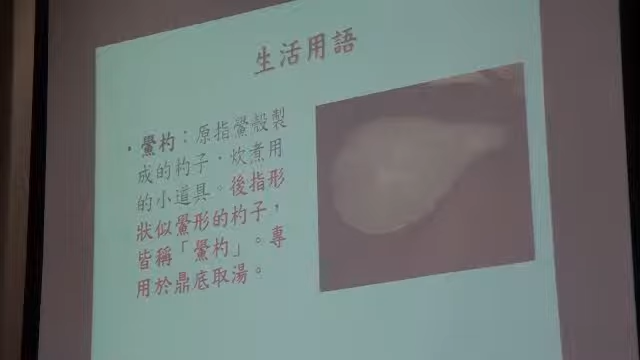 生活用語
・鱟杓：原指鱟殼製
成的杓子，炊煮用
的小道具。後指形
狀似鱟形的杓子，
皆稱「鱟杓」。專
用於鼎底取湯。